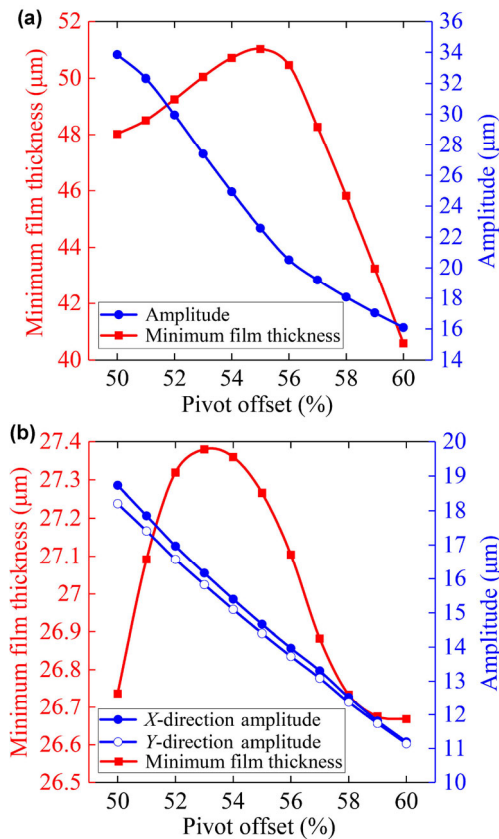 (a)
Minimum film thickness (μm)
52
51
48
46
44
41
40
36
34
32
30
28
26
24
22
20
18
16
14
Amplitude (μm)
Amplitude
Minimum film thickness
50 52 54 56 58 60
Pivot offset (%)
(b)
Minimum film thickness (μm)
27.4
27.3
27.2
27.1
27
26.9
26.8
26.7
26.6
26.5
20
19
18
17
16
15
14
13
12
11
10
Amplitude (μm)
X-direction amplitude
Y-direction amplitude
Minimum film thickness
50 52 54 56 58 60
Pivot offset (%)